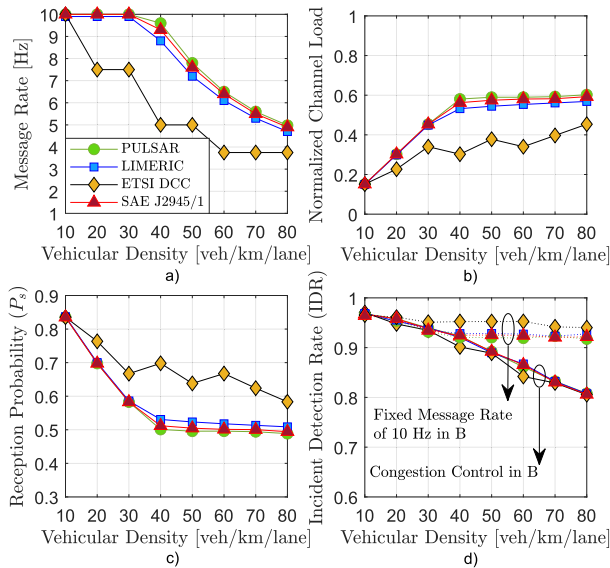 Message Rate [Hz]
10
9
8
7
6
5
4
3
2
1
PULSAR
LIMERIC
ETSI DCC
SAE J2945/1
10 20 30 40 50 60 70 80
Vehicular Density [veh/km/lane]
a)
Normalized Channel Load
1
0.8
0.6
0.4
0.2
0
10 20 30 40 50 60 70 80
Vehicular Density [veh/km/lane]
b)
Reception Probability (Ps)
0.9
0.8
0.7
0.6
0.5
0.4
0.3
10 20 30 40 50 60 70 80
Vehicular Density [veh/km/lane]
c)
Incident Detection Rate (IDR)
1
0.9
0.8
0.7
0.6
Fixed Message Rate
of 10 Hz in B
Congestion Control in B
10 20 30 40 50 60 70 80
Vehicular Density [veh/km/lane]
d)